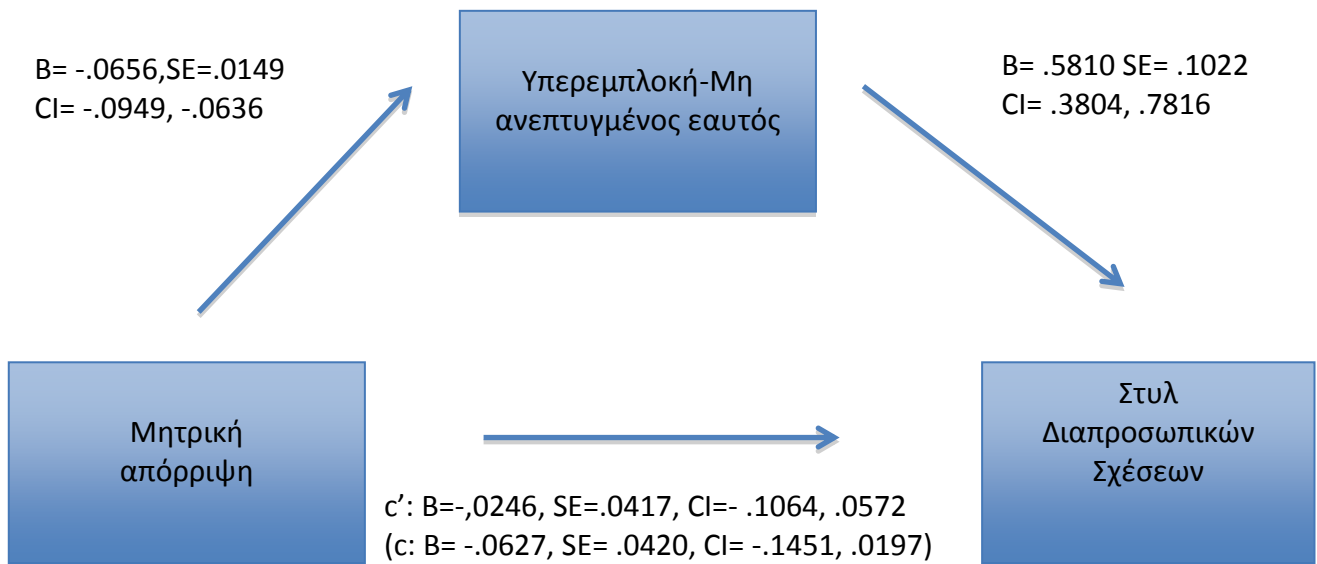 B= -.0656,SE=.0149
CI= -.0949, -.0636
Υπερεμπλοκή-Μη
ανεπτυγμένος εαυτός
B= .5810 SE= .1022
CI= .3804, .7816
Μητρική
απόρριψη
Στυλ
Διαπροσωπικών
Σχέσεων
c’: B=-,0246, SE=.0417, CI=- .1064, .0572
(c: B= -.0627, SE= .0420, CI= -.1451, .0197)